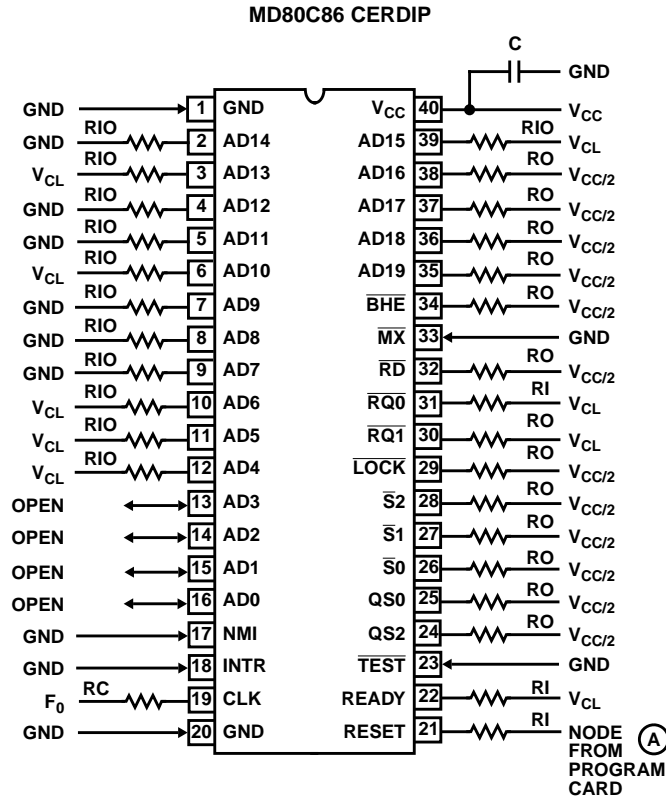 MD80C86 CERDIP
C
GND
GND 1 GND VCC 40 VCC
GND RIO 2 AD14 AD15 39 RIO VCL
VCL RIO 3 AD13 AD16 38 RO VCC/2
GND RIO 4 AD12 AD17 37 RO VCC/2
GND RIO 5 AD11 AD18 36 RO VCC/2
VCL RIO 6 AD10 AD19 35 RO VCC/2
GND RIO 7 AD9 BHE 34 RO VCC/2
GND RIO 8 AD8 MX 33 GND
GND RIO 9 AD7 RD 32 RO VCC/2
VCL RIO 10 AD6 RQ0 31 RI VCL
VCL RIO 11 AD5 RQ1 30 RO VCL
VCL RIO 12 AD4 LOCK 29 RO VCC/2
OPEN 13 AD3 S2 28 RO VCC/2
OPEN 14 AD2 S1 27 RO VCC/2
OPEN 15 AD1 S0 26 RO VCC/2
OPEN 16 AD0 QS0 25 RO VCC/2
GND 17 NMI QS2 24 RO VCC/2
GND 18 INTR TEST 23 GND
F0 RC 19 CLK READY 22 RI VCL
GND 20 GND RESET 21 RI NODE A
FROM
PROGRAM
CARD